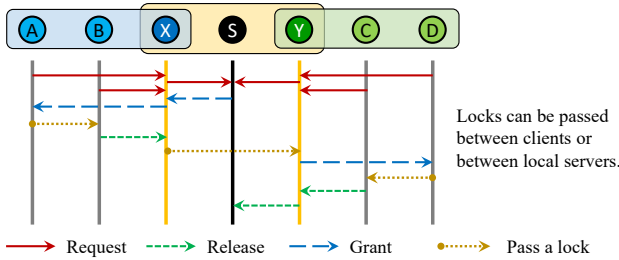 A B X S Y C D
Locks can be passed
between clients or
between local servers.
Request Release Grant Pass a lock